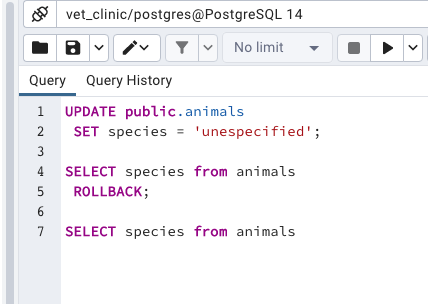 vet_clinic/postgres@PostgreSQL 14
No limit
Query Query History
1 UPDATE public.animals
2 SET species = 'unespecified';
3
4 SELECT species from animals
5 ROLLBACK;
6
7 SELECT species from animals